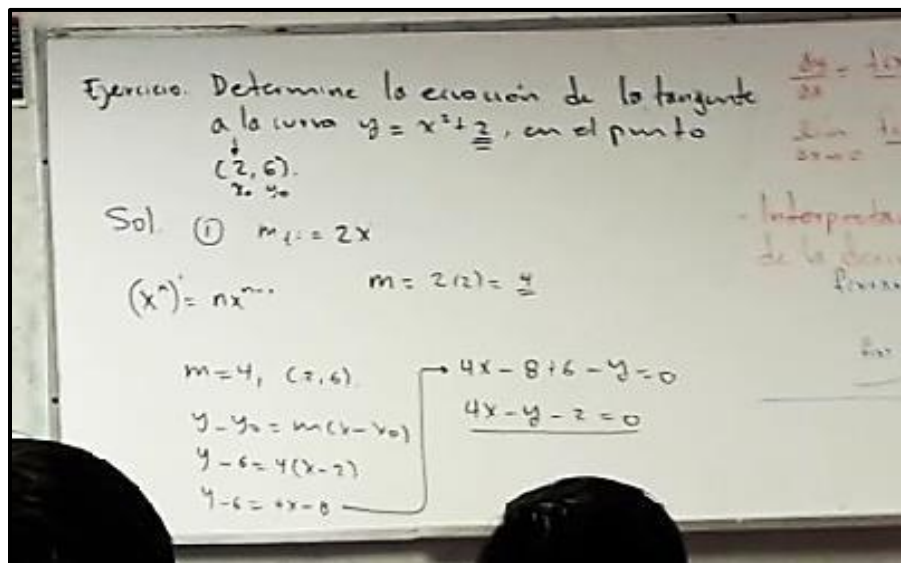 Ejercicio. Determine la ecuación de la tangente
a la curva y = x² + 2, en el punto
(2, 6).
x₀ y₀
Sol. ① m = 2x
(xⁿ)' = nxⁿ⁻¹
m = 2(2) = 4
m = 4, (2,6)
y - y₀ = m(x - x₀)
y - 6 = 4(x - 2)
y - 6 = 4x - 8
4x - 8 + 6 - y = 0
4x - y - 2 = 0
- Interpreta
de la